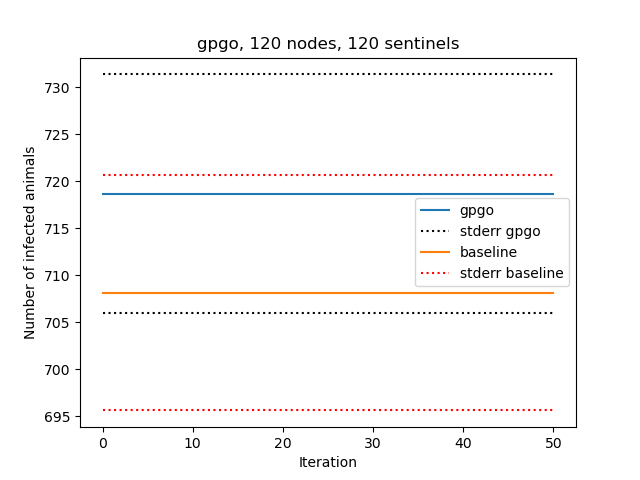 gpgo, 120 nodes, 120 sentinels
Number of infected animals
730
725
720
715
710
705
700
695
gpgo
stderr gpgo
baseline
stderr baseline
0
10
20
30
40
50
Iteration